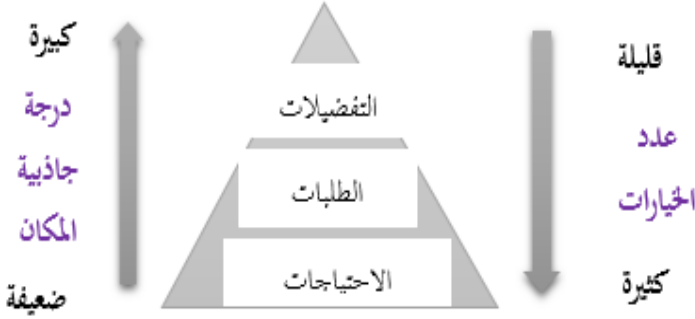 قليلة
عدد
الخيارات
كثيرة
التفضيلات
الطلبات
الاحتياجات
كبيرة
درجة
جاذبية
المكان
ضعيفة